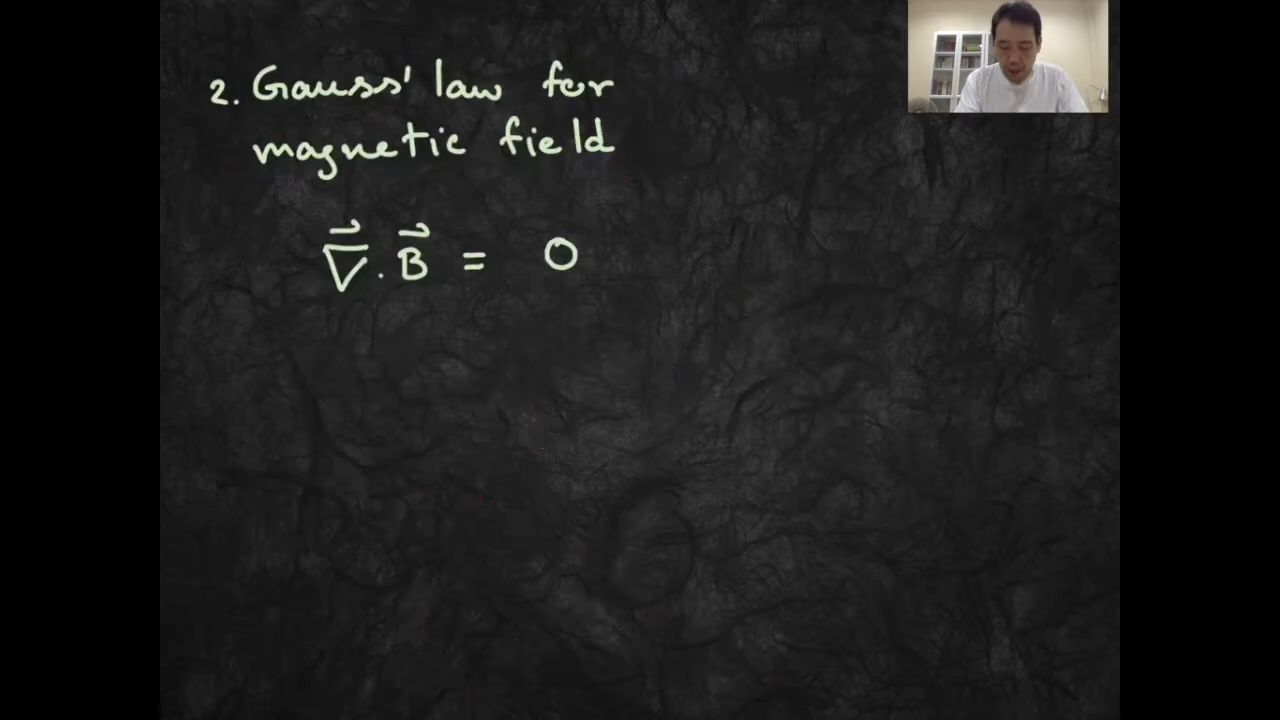 2. Gauss' law for
magnetic field
∇⃗ . B⃗ = 0